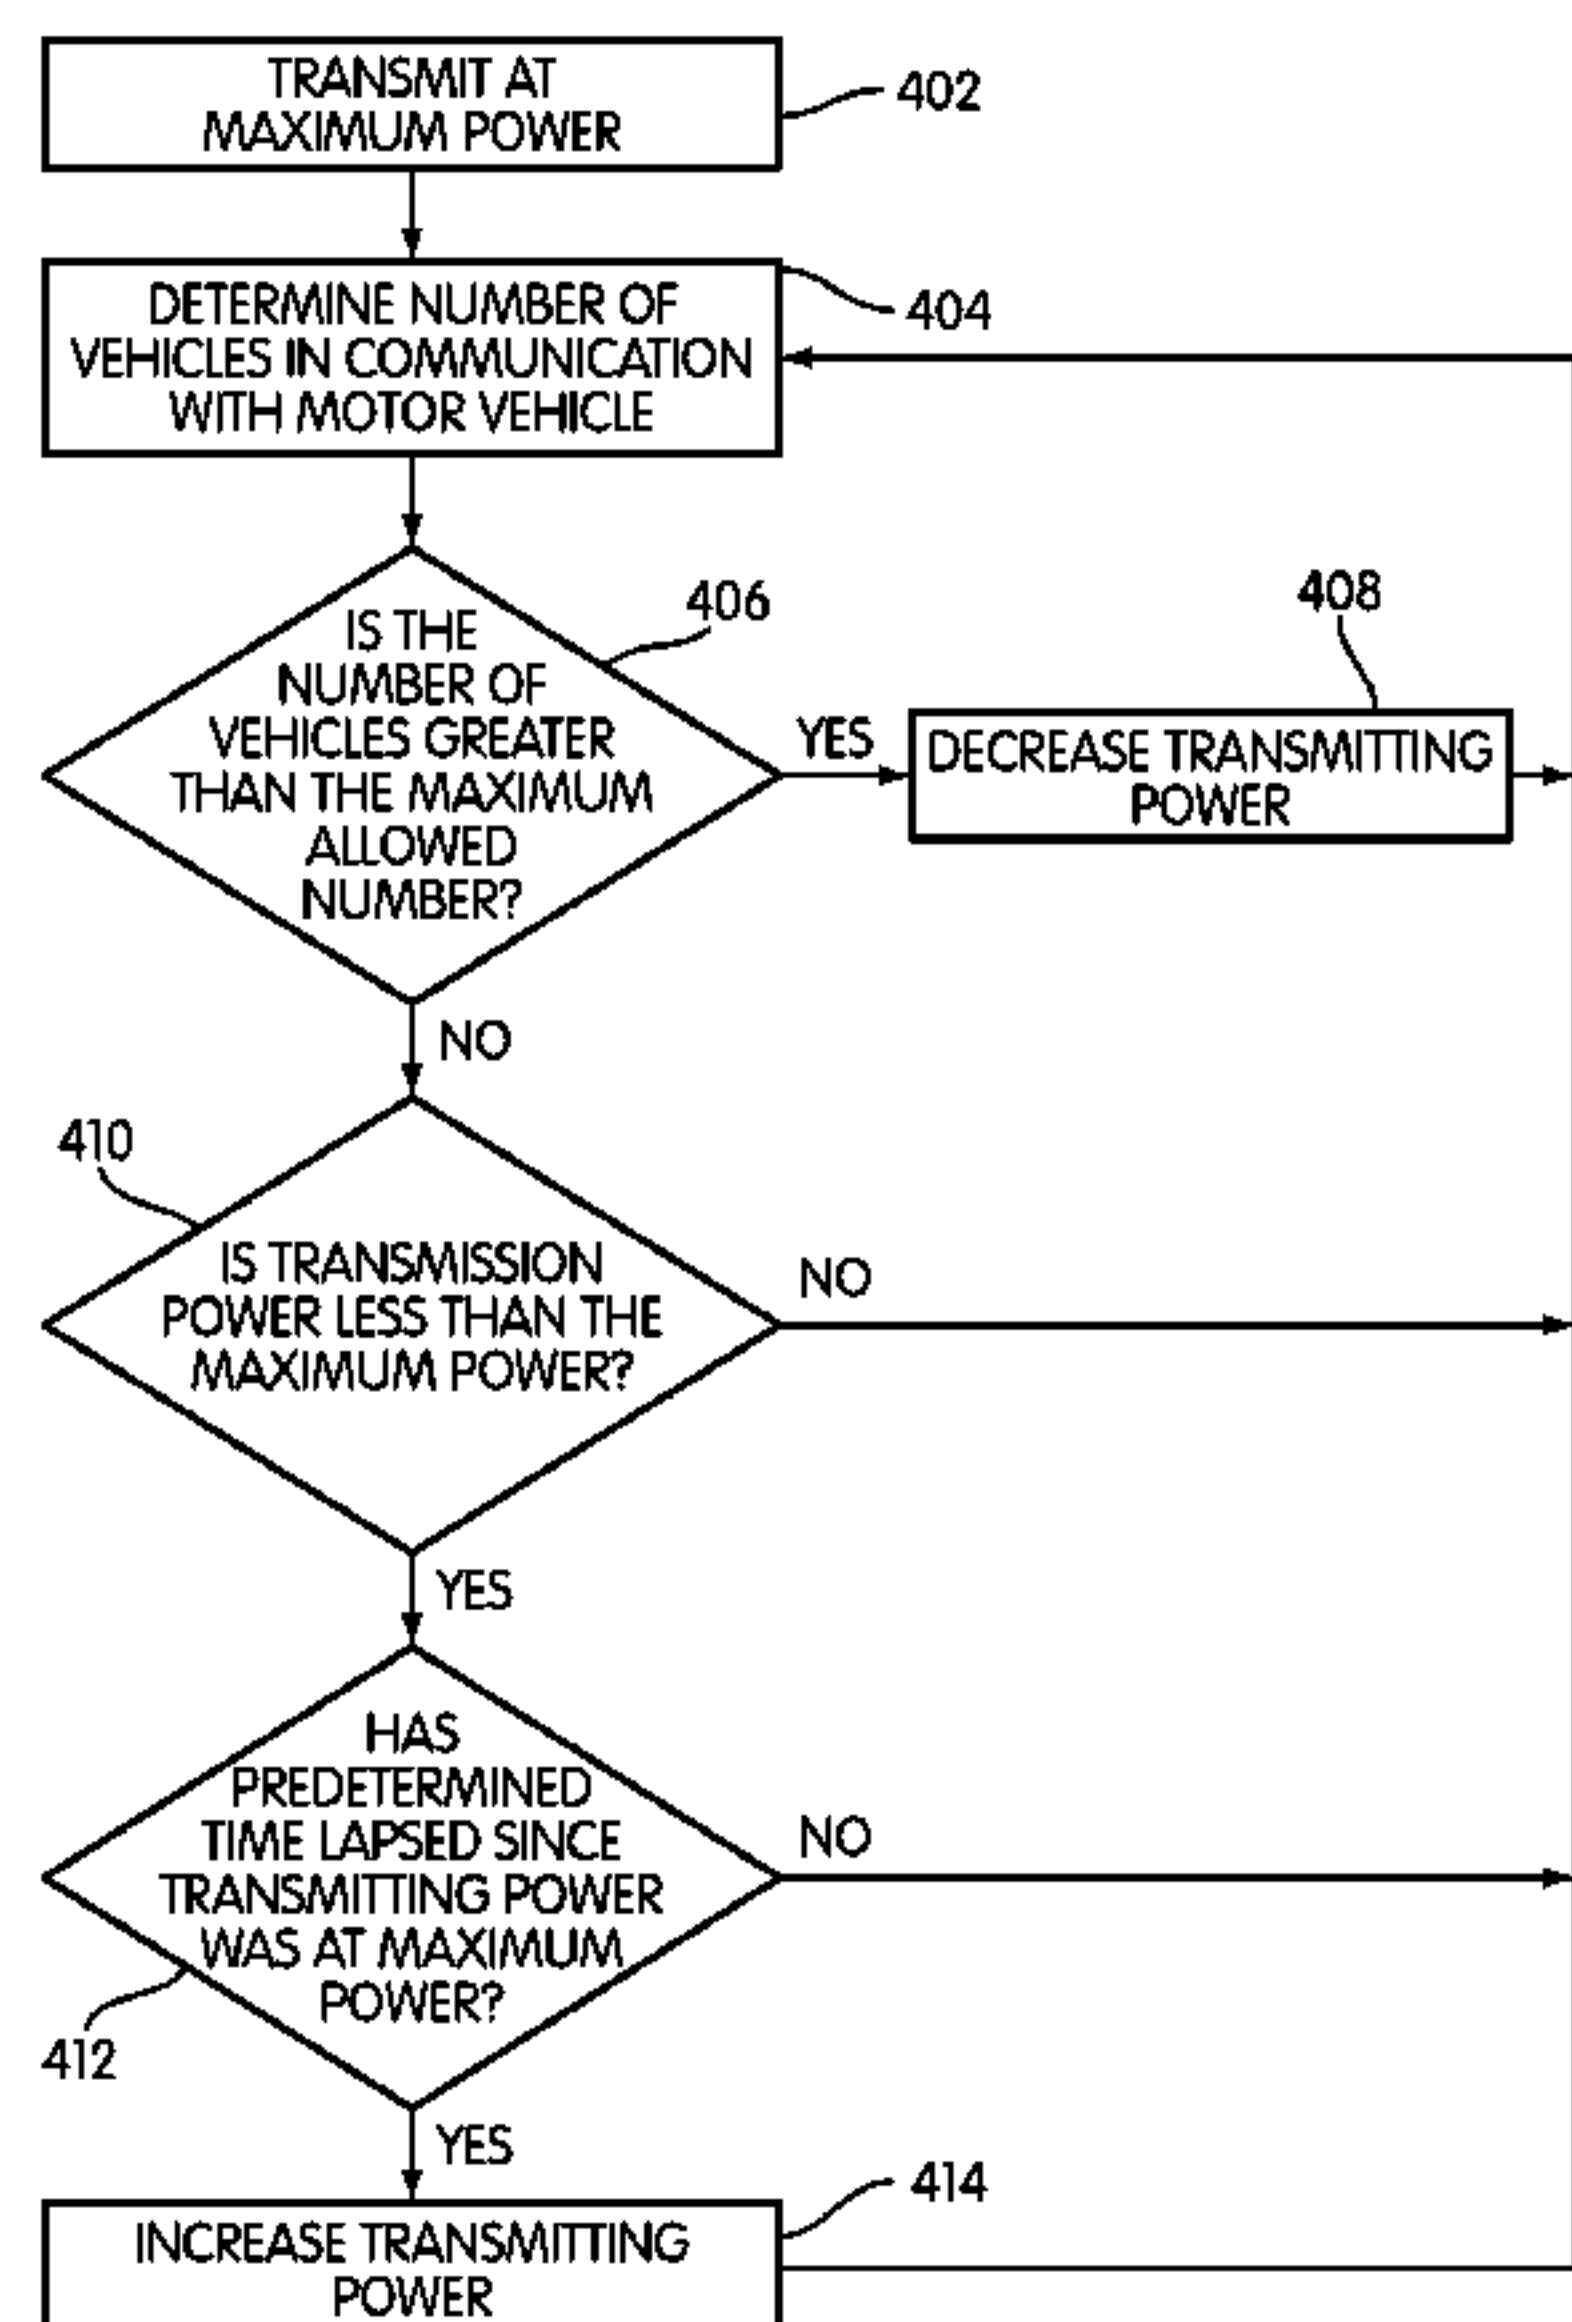 TRANSMIT AT
MAXIMUM POWER
402
DETERMINE NUMBER OF
VEHICLES IN COMMUNICATION
WITH MOTOR VEHICLE
404
IS THE
NUMBER OF
VEHICLES GREATER
THAN THE MAXIMUM
ALLOWED
NUMBER?
406
YES
408
DECREASE TRANSMITTING
POWER
NO
410
IS TRANSMISSION
POWER LESS THAN THE
MAXIMUM POWER?
NO
YES
HAS
PREDETERMINED
TIME LAPSED SINCE
TRANSMITTING POWER
WAS AT MAXIMUM
POWER?
NO
412
YES
414
INCREASE TRANSMITTING
POWER